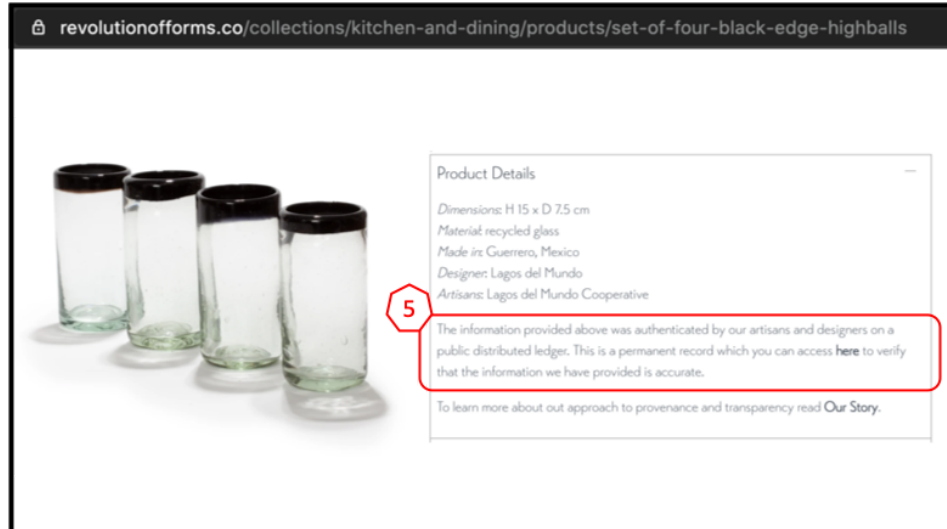 revolutionofforms.co/collections/kitchen-and-dining/products/set-of-four-black-edge-highballs
Product Details
Dimensions: H 15 x D 7.5 cm
Material: recycled glass
Made in: Guerrero, Mexico
Designer: Lagos del Mundo
Artisans: Lagos del Mundo Cooperative
5
The information provided above was authenticated by our artisans and designers on a
public distributed ledger. This is a permanent record which you can access here to verify
that the information we have provided is accurate.
To learn more about out approach to provenance and transparency read Our Story.